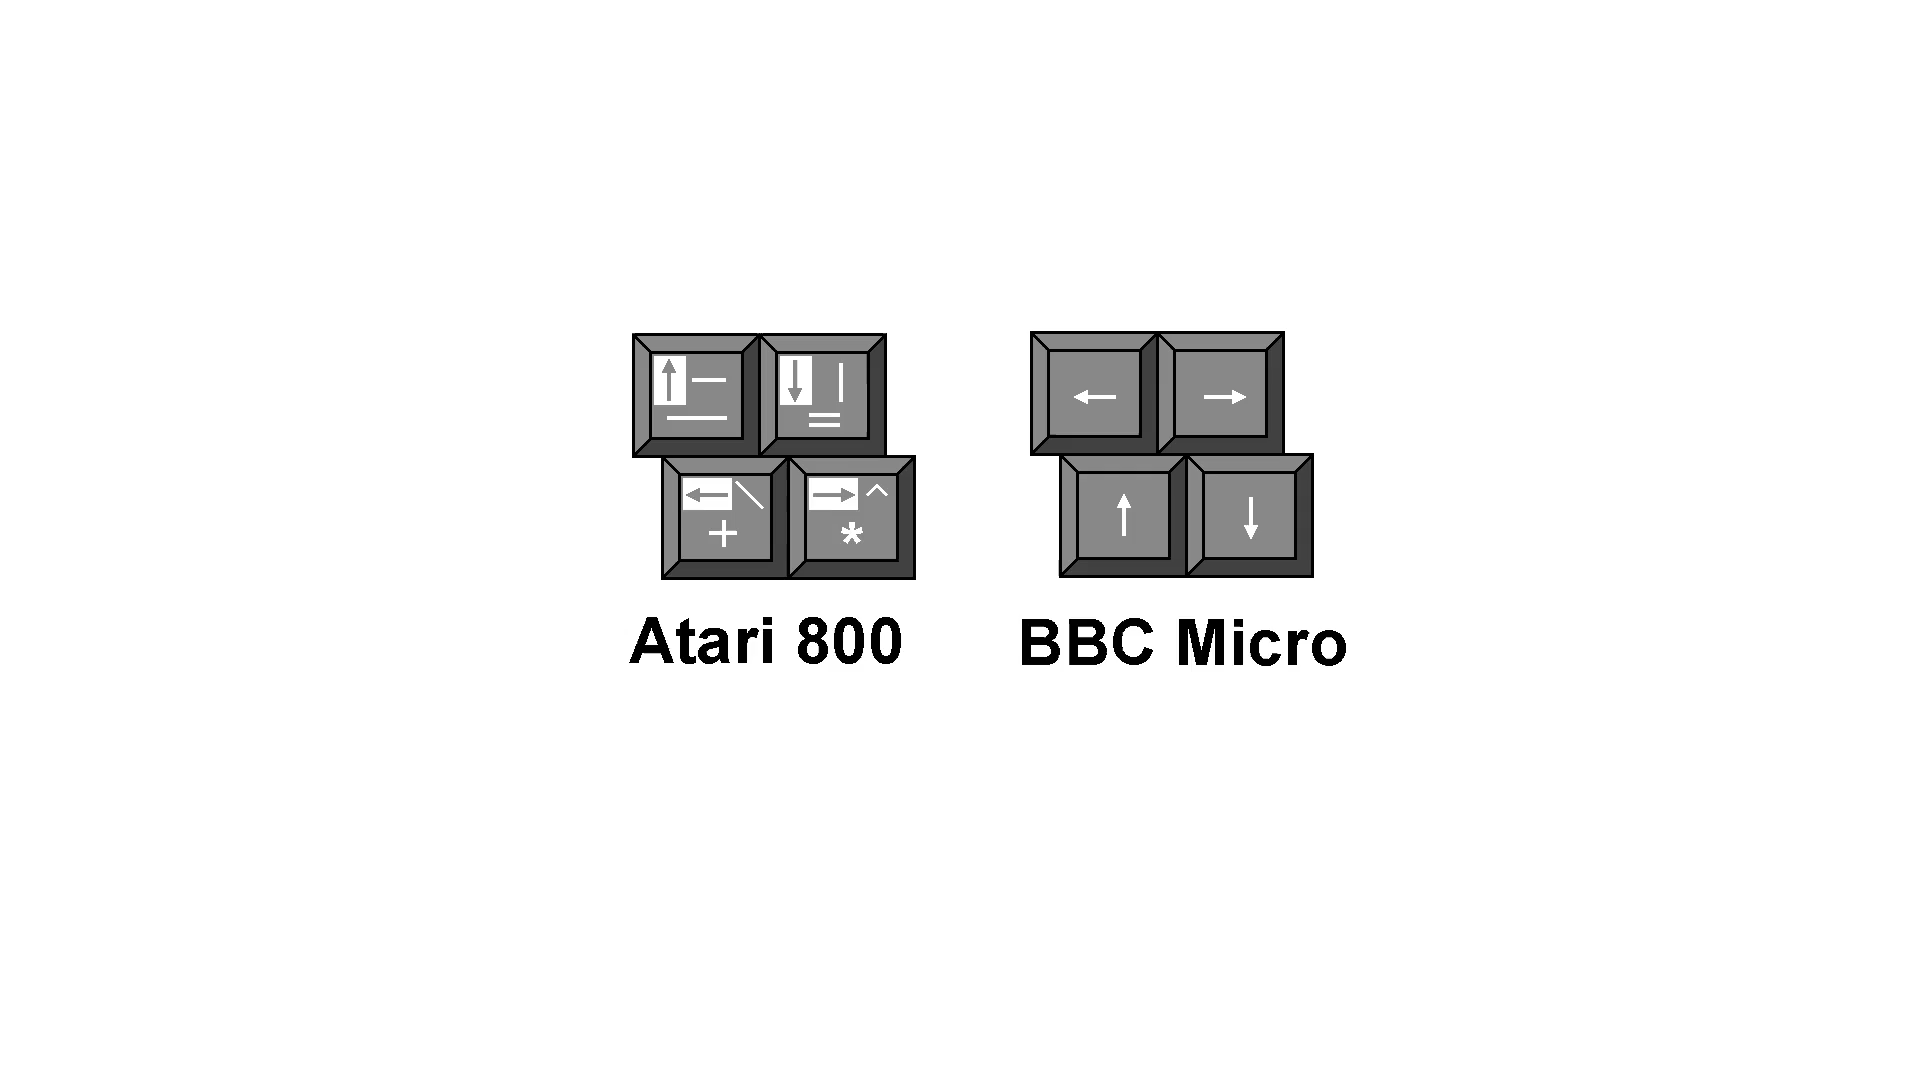 ↑ — ↓ |
_ =
← \ → ^
+ *
← →
↑ ↓
Atari 800
BBC Micro